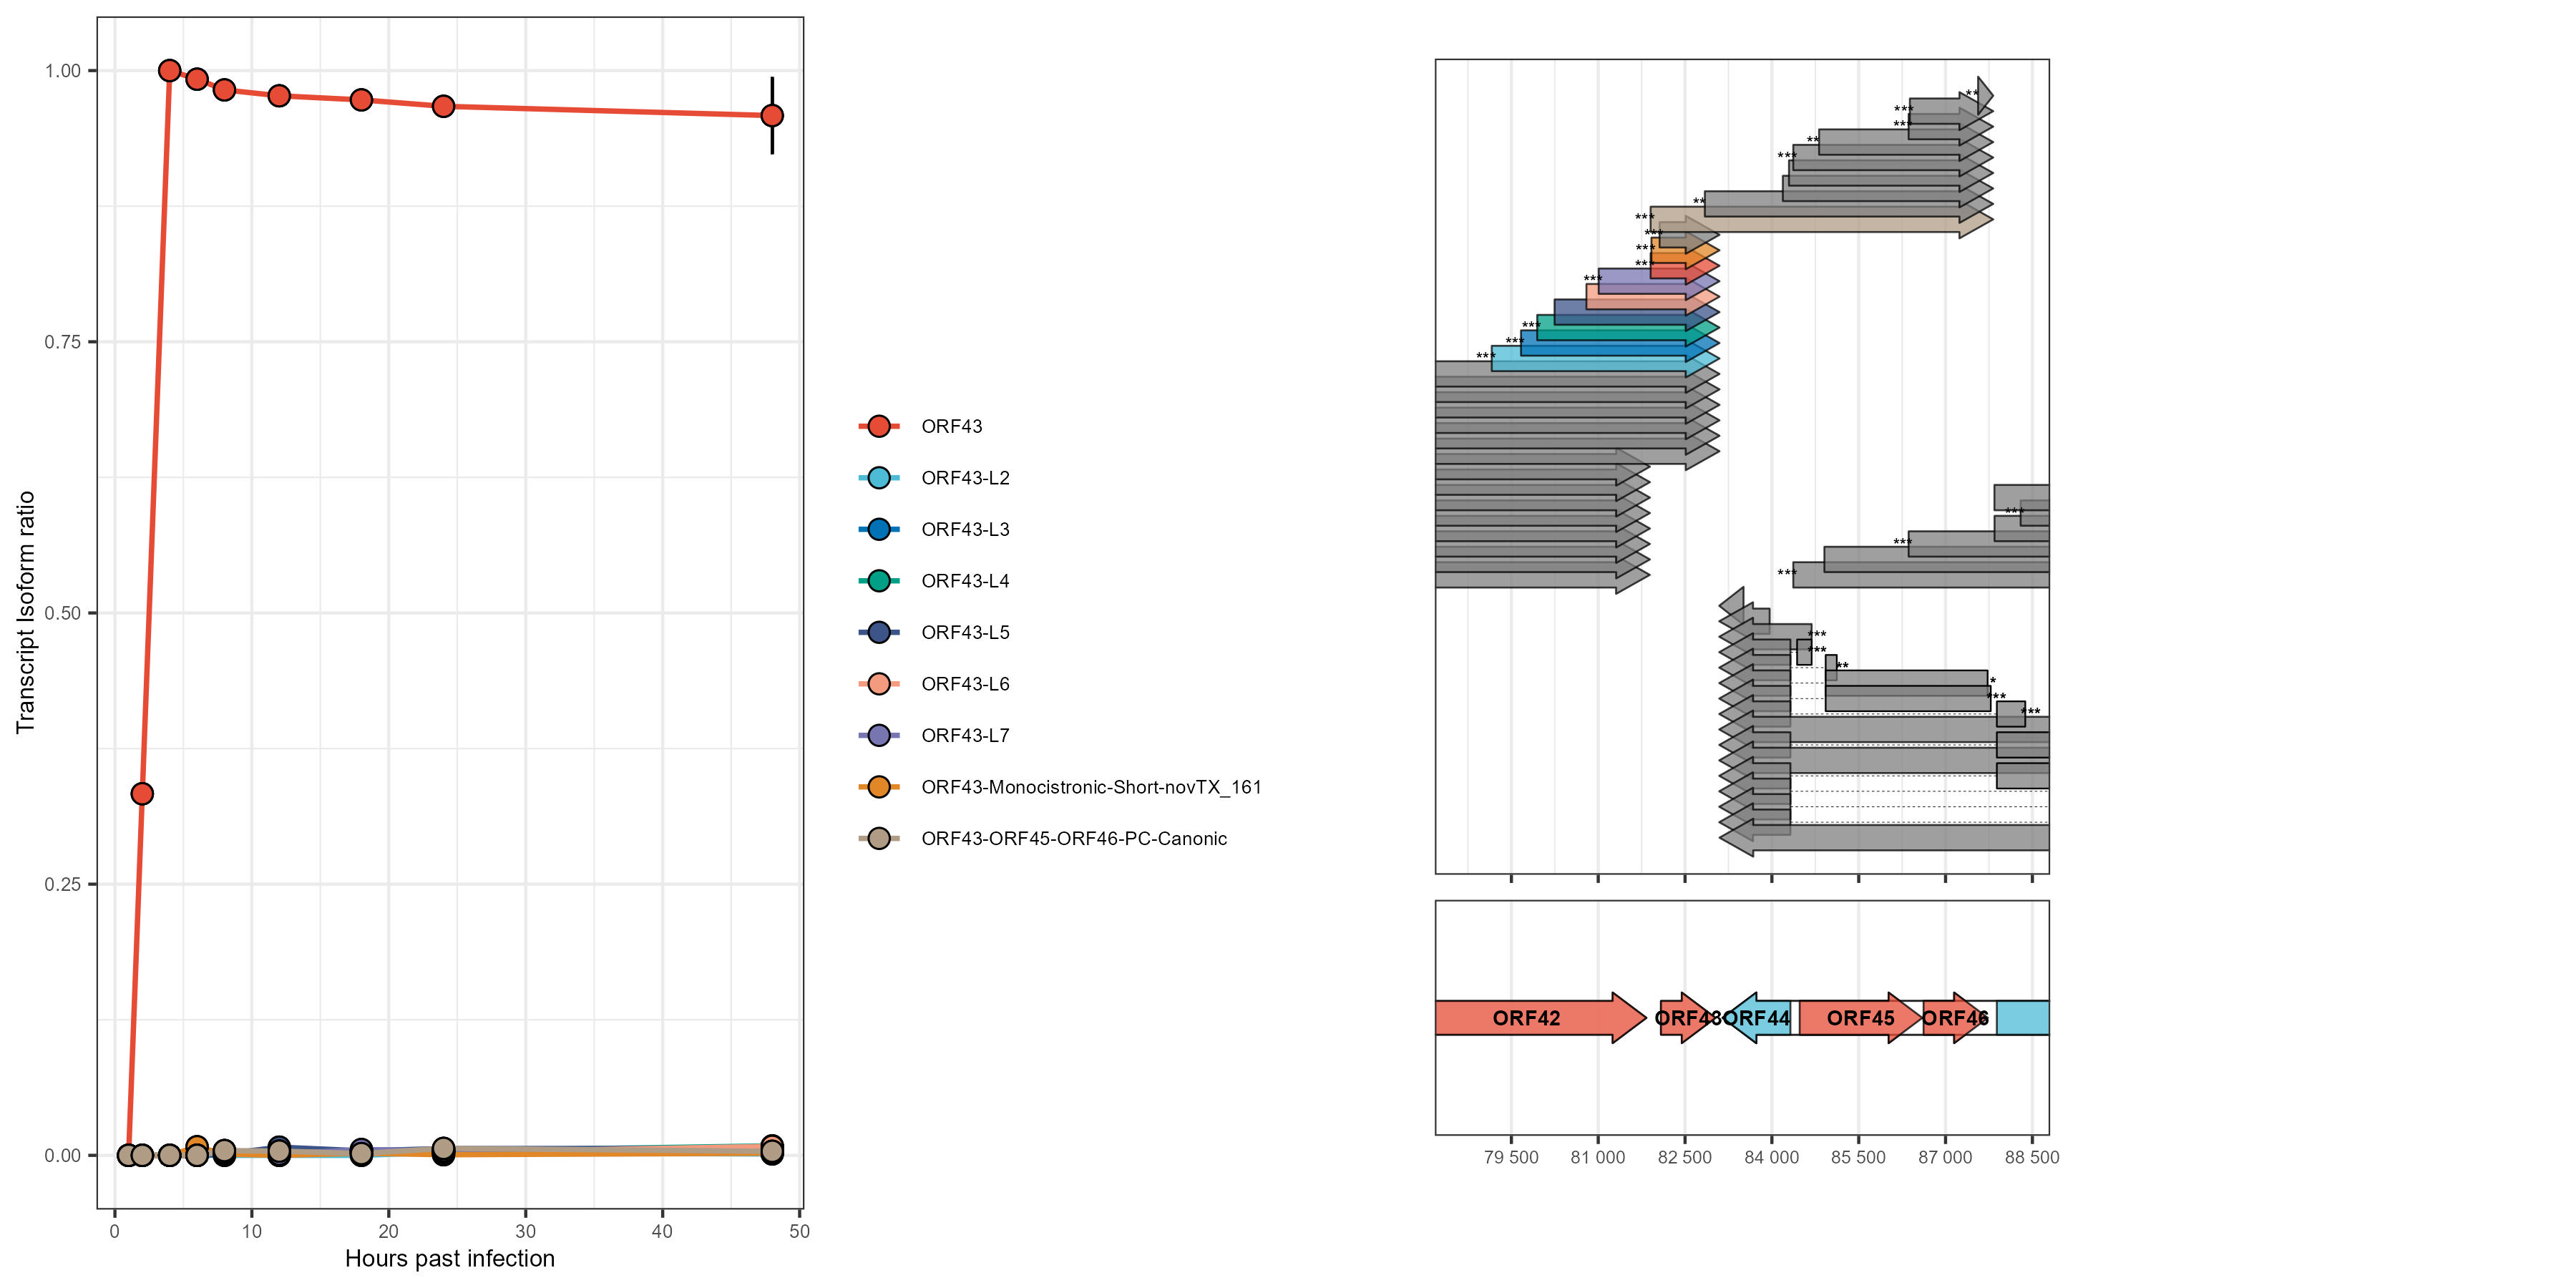 Transcript Isoform ratio
1.00
0.75
0.50
0.25
0.00
0
10
20
30
40
50
Hours past infection
ORF43
ORF43-L2
ORF43-L3
ORF43-L4
ORF43-L5
ORF43-L6
ORF43-L7
ORF43-Monocistronic-Short-novTX_161
ORF43-ORF45-ORF46-PC-Canonic
**
***
***
**
***
**
***
***
***
***
***
***
***
***
***
***
***
***
***
**
*
***
***
ORF42
ORF43
ORF44
ORF45
ORF46
79 500
81 000
82 500
84 000
85 500
87 000
88 500